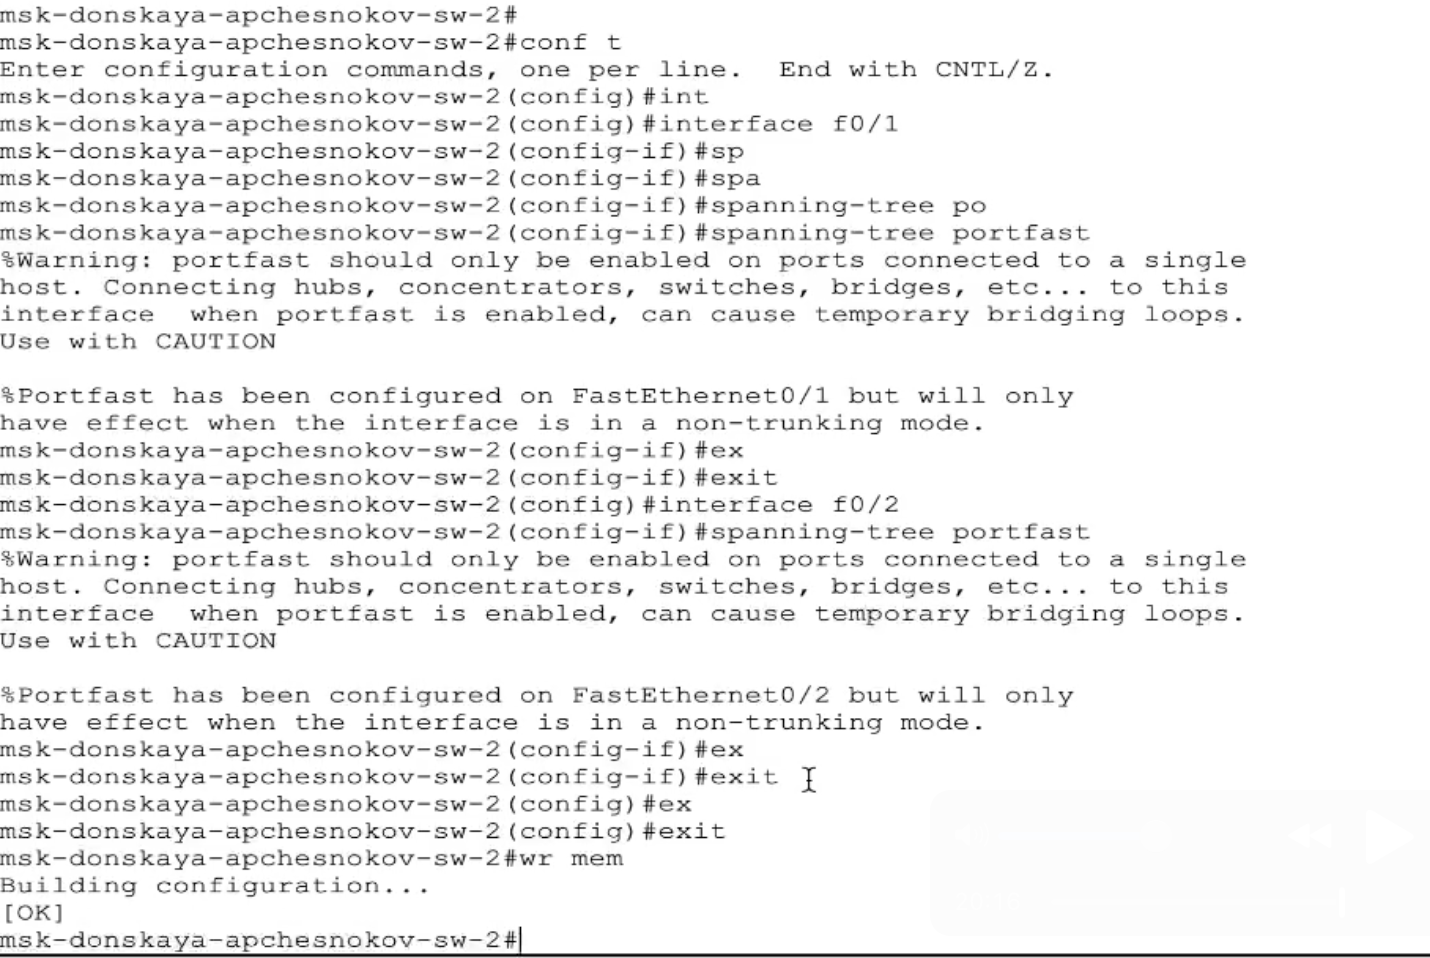 msk-donskaya-apchesnokov-sw-2#
msk-donskaya-apchesnokov-sw-2#conf t
Enter configuration commands, one per line.  End with CNTL/Z.
msk-donskaya-apchesnokov-sw-2(config)#int
msk-donskaya-apchesnokov-sw-2(config)#interface f0/1
msk-donskaya-apchesnokov-sw-2(config-if)#sp
msk-donskaya-apchesnokov-sw-2(config-if)#spa
msk-donskaya-apchesnokov-sw-2(config-if)#spanning-tree po
msk-donskaya-apchesnokov-sw-2(config-if)#spanning-tree portfast
%Warning: portfast should only be enabled on ports connected to a single
host. Connecting hubs, concentrators, switches, bridges, etc... to this
interface  when portfast is enabled, can cause temporary bridging loops.
Use with CAUTION

%Portfast has been configured on FastEthernet0/1 but will only
have effect when the interface is in a non-trunking mode.
msk-donskaya-apchesnokov-sw-2(config-if)#ex
msk-donskaya-apchesnokov-sw-2(config-if)#exit
msk-donskaya-apchesnokov-sw-2(config)#interface f0/2
msk-donskaya-apchesnokov-sw-2(config-if)#spanning-tree portfast
%Warning: portfast should only be enabled on ports connected to a single
host. Connecting hubs, concentrators, switches, bridges, etc... to this
interface  when portfast is enabled, can cause temporary bridging loops.
Use with CAUTION

%Portfast has been configured on FastEthernet0/2 but will only
have effect when the interface is in a non-trunking mode.
msk-donskaya-apchesnokov-sw-2(config-if)#ex
msk-donskaya-apchesnokov-sw-2(config-if)#exit
msk-donskaya-apchesnokov-sw-2(config)#ex
msk-donskaya-apchesnokov-sw-2(config)#exit
msk-donskaya-apchesnokov-sw-2#wr mem
Building configuration...
[OK]
msk-donskaya-apchesnokov-sw-2#